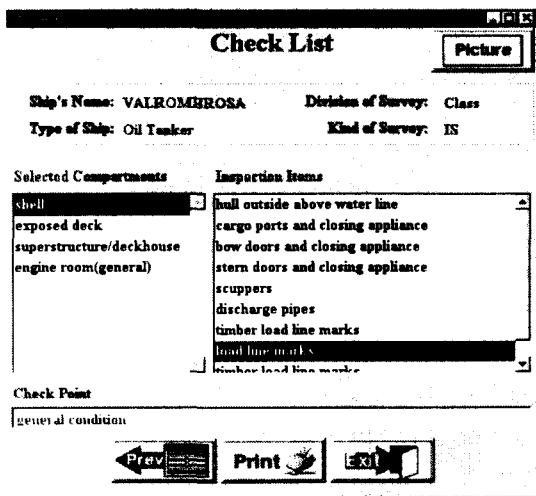 Check List
Picture
Ship's Name: VALROMBROSA Division of Survey: Class
Type of Ship: Oil Tanker Kind of Survey: IS
Selected Compartments
shell
exposed deck
superstructure/deckhouse
engine room(general)
Inspection Items
hull outside above water line
cargo ports and closing appliance
bow doors and closing appliance
stern doors and closing appliance
scuppers
discharge pipes
timber load line marks
load line marks
timber load line marks
Check Point
general condition
Prev Print Exit